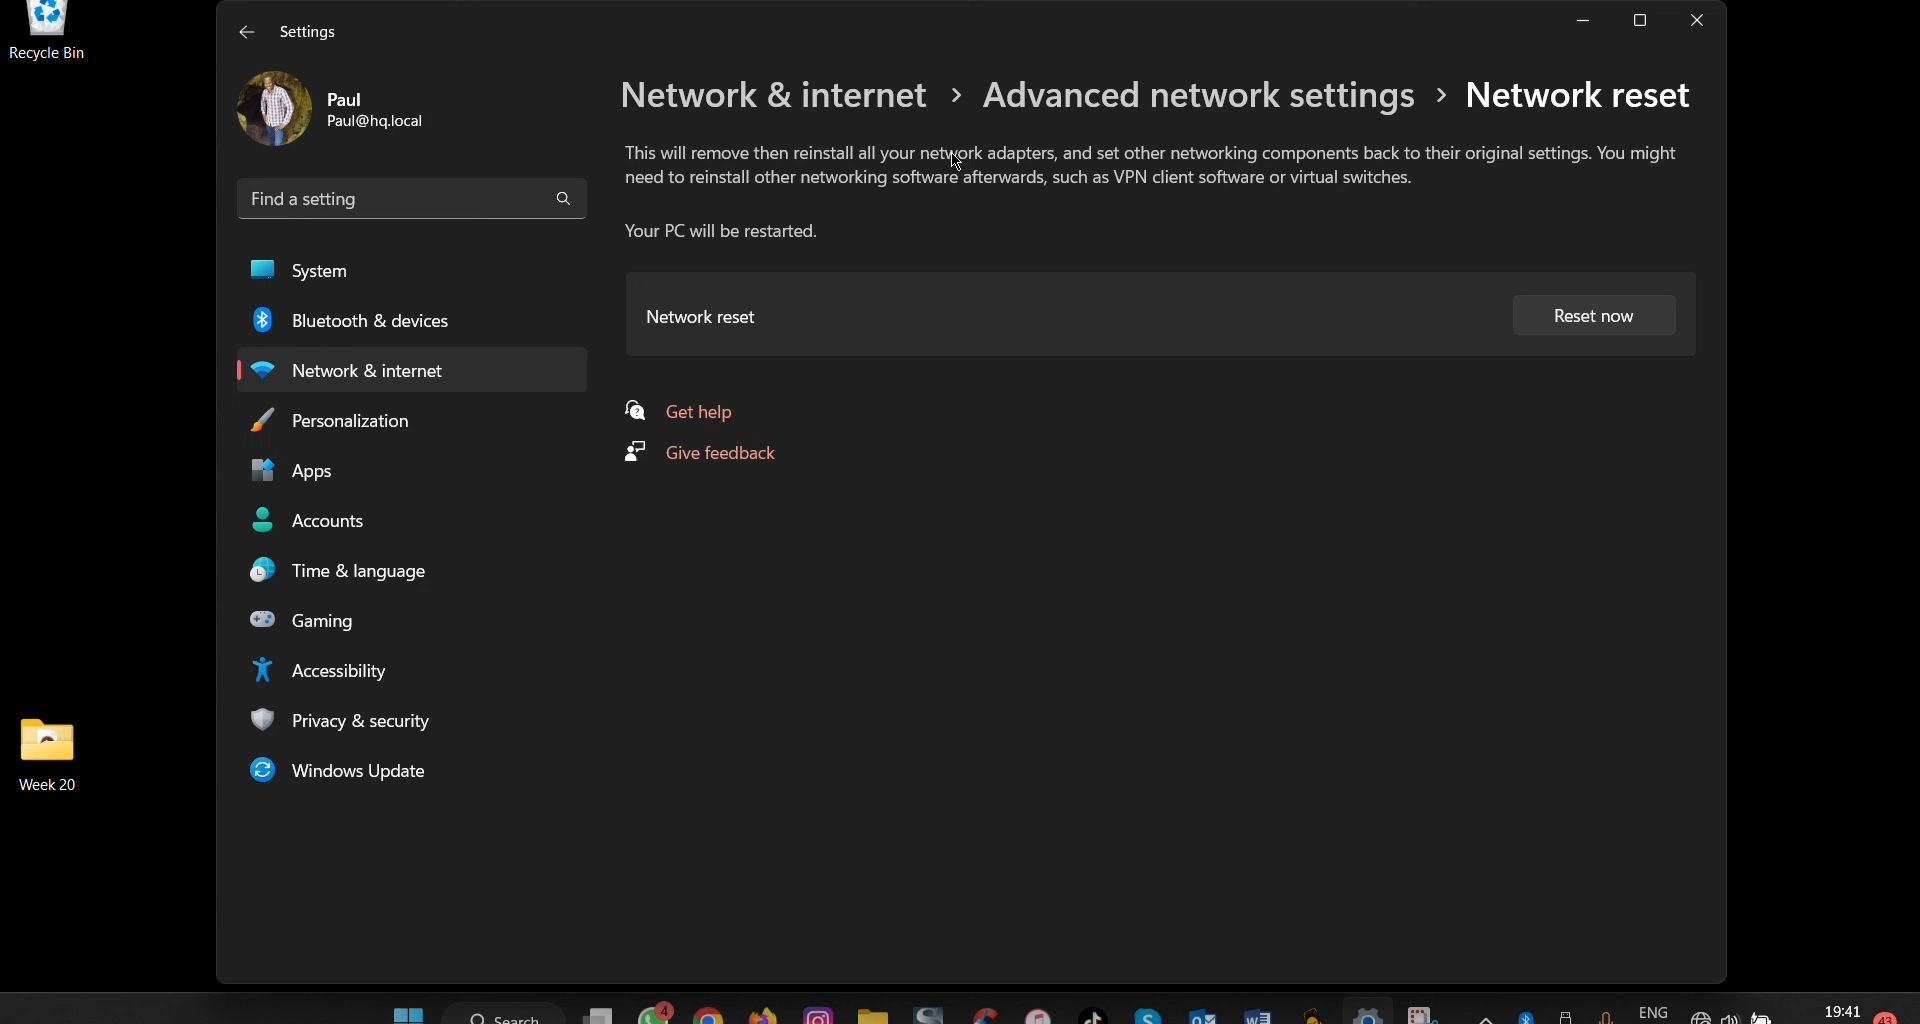 Recycle Bin
Settings
Paul
Paul@hq.local
Find a setting
System
Bluetooth & devices
Network & internet
Personalization
Apps
Accounts
Time & language
Gaming
Accessibility
Privacy & security
Windows Update
Network & internet > Advanced network settings > Network reset
This will remove then reinstall all your network adapters, and set other networking components back to their original settings. You might
need to reinstall other networking software afterwards, such as VPN client software or virtual switches.
Your PC will be restarted.
Network reset
Reset now
Get help
Give feedback
Week 20
Search
4
ENG
19:41
43